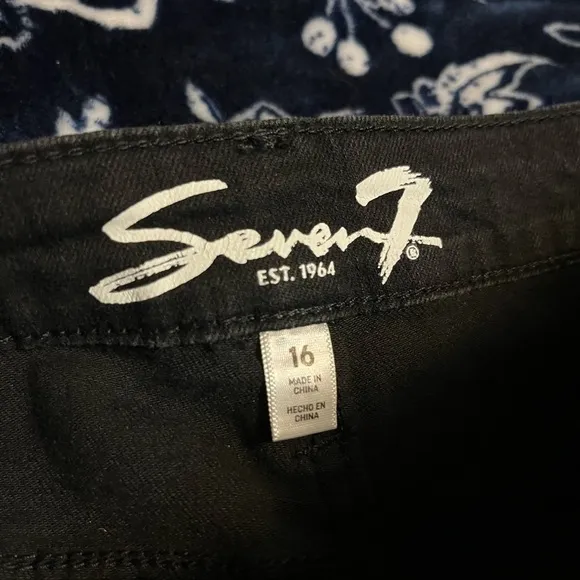 Seven7®
EST. 1964
16
MADE IN
CHINA
HECHO EN
CHINA